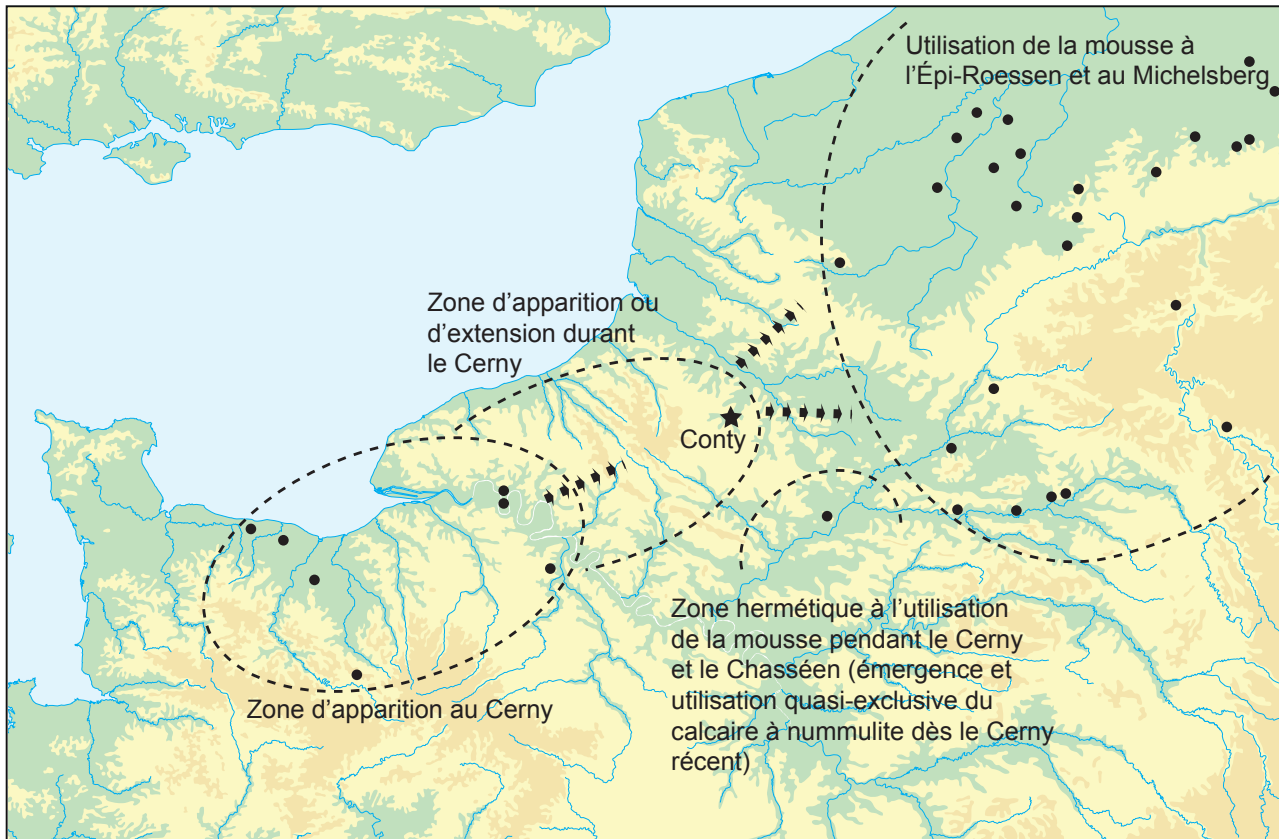 Utilisation de la mousse à
l'Épi-Roessen et au Michelsberg
Zone d'apparition ou
d'extension durant
le Cerny
Conty
Zone hermétique à l'utilisation
de la mousse pendant le Cerny
et le Chasséen (émergence et
utilisation quasi-exclusive du
calcaire à nummulite dès le Cerny
récent)
Zone d'apparition au Cerny